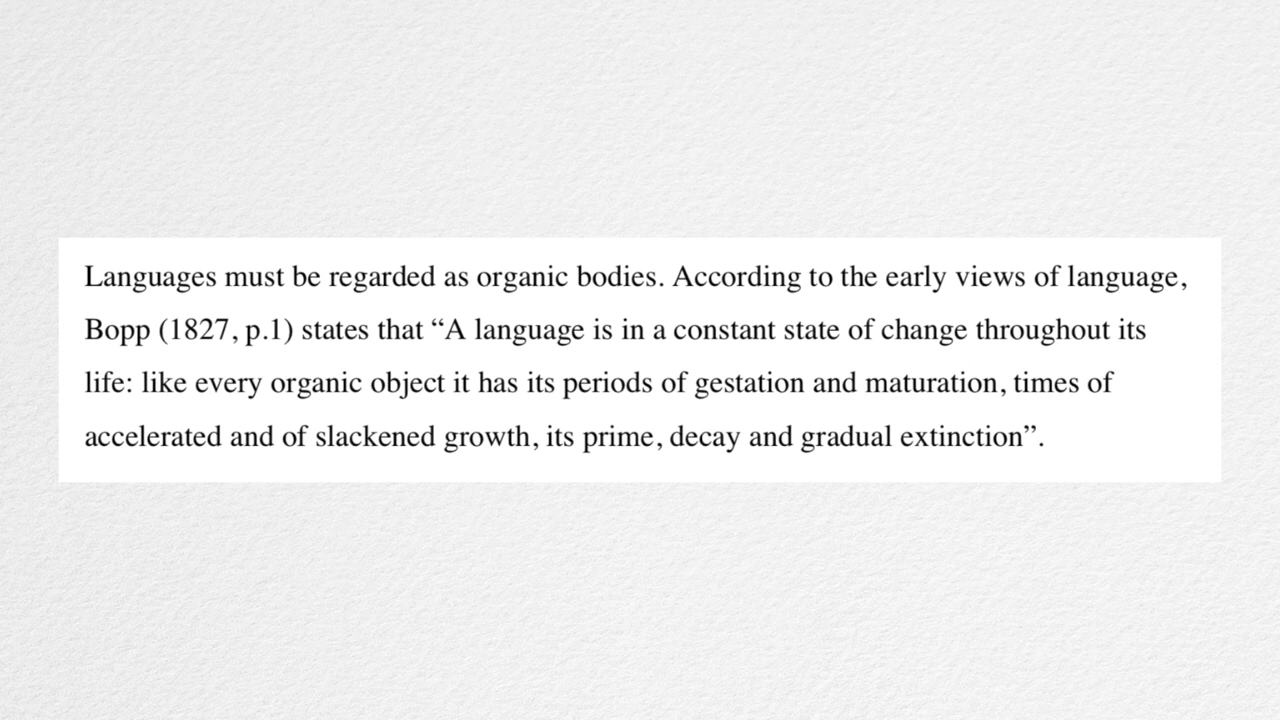 Languages must be regarded as organic bodies. According to the early views of language,
Bopp (1827, p.1) states that “A language is in a constant state of change throughout its
life: like every organic object it has its periods of gestation and maturation, times of
accelerated and of slackened growth, its prime, decay and gradual extinction”.